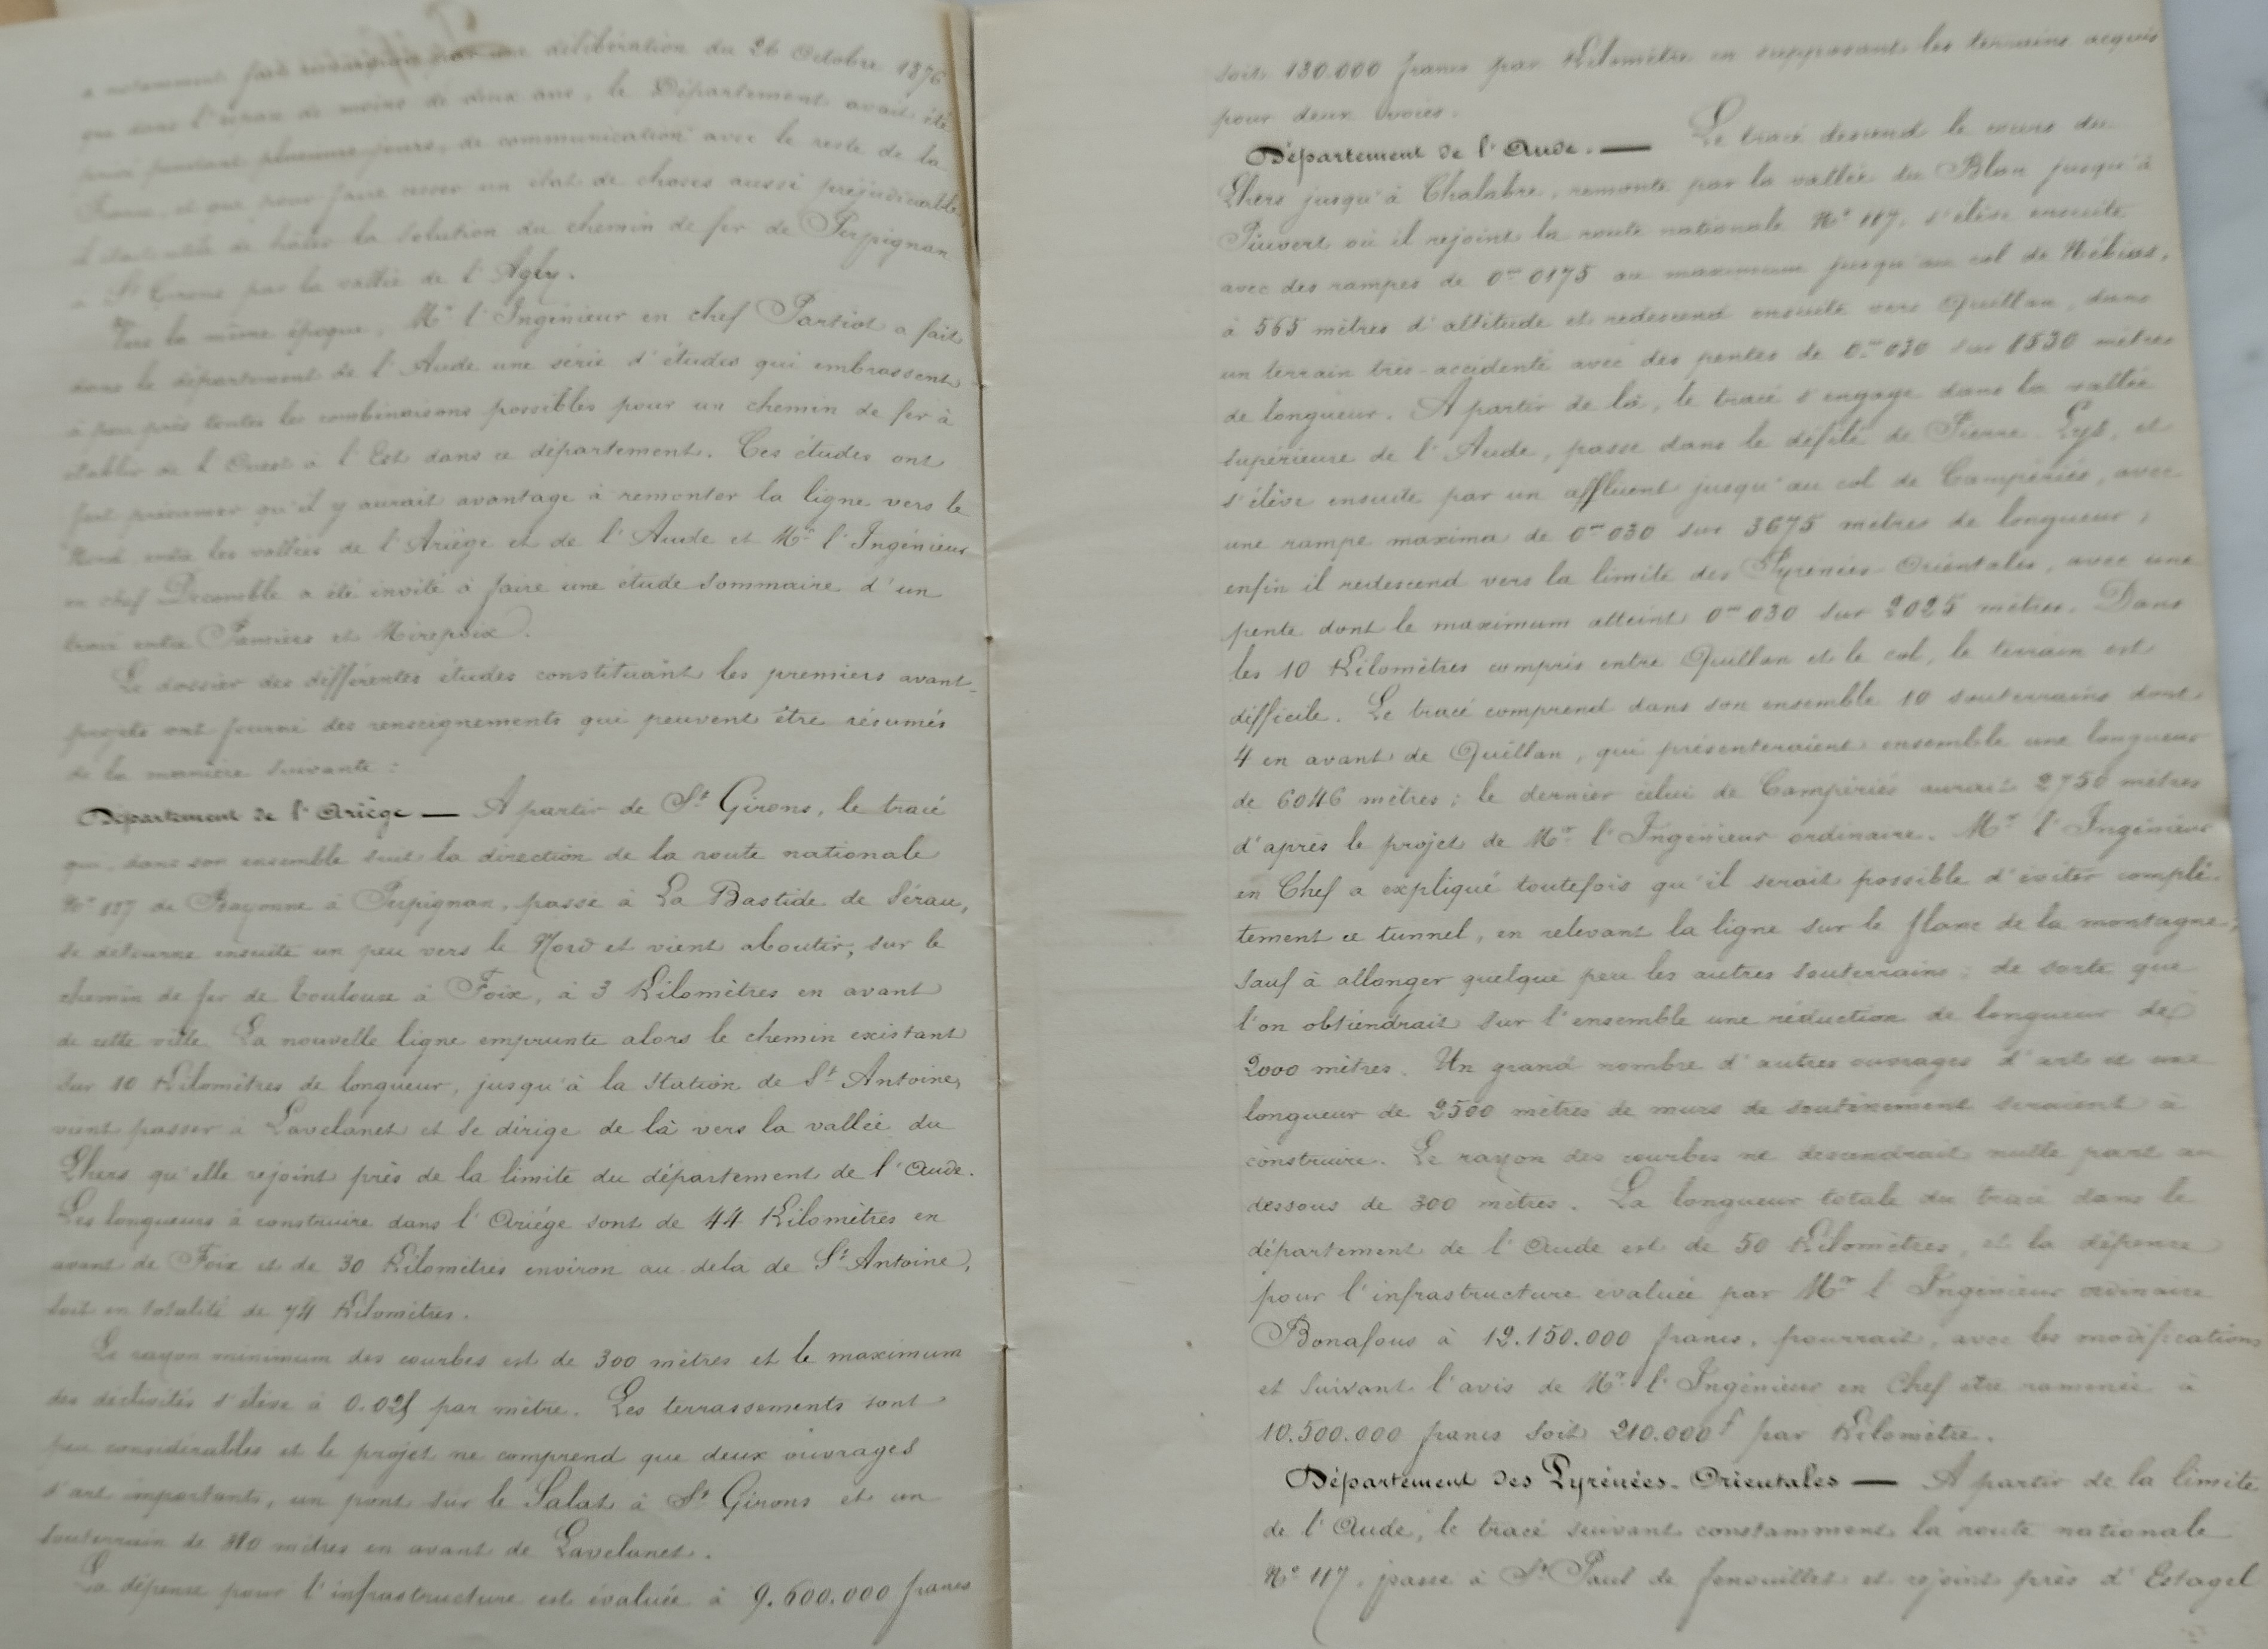 a notamment fait une délibération du 26 Octobre 1876
que dans l'espace de moins de deux ans, le Département avait été
privé pendant plusieurs jours, de communication avec le reste de la
France, et que pour faire cesser un état de choses aussi préjudiciable,
il était utile de hâter la solution du chemin de fer de Perpignan
à St Girons par la vallée de l'Agly.
Vers la même époque, Mr l'Ingénieur en chef Partiot a fait
dans le département de l'Aude une série d'études qui embrassent
à peu près toutes les combinaisons possibles pour un chemin de fer à
établir de l'Ouest à l'Est dans ce département. Ces études ont
fait présumer qu'il y aurait avantage à remonter la ligne vers le
Nord entre les vallées de l'Ariège et de l'Aude et Mr l'Ingénieur
en chef Decomble a été invité à faire une étude sommaire d'un
tracé entre Pamiers et Mirepoix.
Le dossier des différentes études constituant les premiers avant-
projets ont fourni des renseignements qui peuvent être résumés
de la manière suivante :
Département de l'Ariège — A partir de St Girons, le tracé
qui, dans son ensemble suit la direction de la route nationale
No 117 de Bayonne à Perpignan, passe à La Bastide de Sérou,
se détourne ensuite un peu vers le Nord et vient aboutir, sur le
chemin de fer de Toulouse à Foix, à 3 Kilomètres en avant
de cette ville. La nouvelle ligne emprunte alors le chemin existant
sur 10 Kilomètres de longueur, jusqu'à la Station de St Antoine,
vient passer à Lavelanet et se dirige de là vers la vallée du
Lhers qu'elle rejoint près de la limite du département de l'Aude.
Les longueurs à construire dans l'Ariége sont de 44 Kilomètres en
avant de Foix et de 30 Kilomètres environ au delà de St Antoine,
soit en totalité de 74 Kilomètres.
Le rayon minimum des courbes est de 300 mètres et le maximum
des déclivités s'élève à par mètre. Les terrassements sont
peu considérables et le projet ne comprend que deux ouvrages
d'art importants, un pont sur le Salat à St Girons et un
souterrain de mètres en avant de Lavelanet.
La dépense pour l'infrastructure est évaluée à 9.600.000 francs
soit 130.000 francs par Kilomètre en supposant les terrains acquis
pour deux voies.
Département de l'Aude. — Le tracé descend le cours du
Lhers jusqu'à Chalabre, remonte par la vallée du Blau jusqu'à
Puivert où il rejoint la route nationale No 117, s'élève ensuite
avec des rampes de 0m 0175 au maximum jusqu'au col de Nébias,
à 565 mètres d'altitude et redescend ensuite vers Quillan, dans
un terrain très-accidenté avec des pentes de 0m 030 sur 8530 mètres
de longueur. A partir de là, le tracé s'engage dans la vallée
supérieure de l'Aude, passe dans le défilé de Pierre-Lys, et
s'élève ensuite par un affluent jusqu'au col de Campériés, avec
une rampe maxima de 0m 030 sur 3675 mètres de longueur ;
enfin il redescend vers la limite des Pyrénées-Orientales, avec une
pente dont le maximum atteint 0m 030 sur 2025 mètres. Dans
les 10 Kilomètres compris entre Quillan et le col, le terrain est
difficile. Le tracé comprend dans son ensemble 10 souterrains dont
4 en avant de Quillan, qui présenteraient ensemble une longueur
de 6046 mètres ; le dernier celui de Campériés aurait 2750 mètres
d'après le projet de Mr l'Ingénieur ordinaire. Mr l'Ingénieur
en Chef a expliqué toutefois qu'il serait possible d'éviter complè-
tement ce tunnel, en relevant la ligne sur le flanc de la montagne,
sauf à allonger quelque peu les autres souterrains ; de sorte que
l'on obtiendrait sur l'ensemble une réduction de longueur de
2000 mètres. Un grand nombre d'autres ouvrages d'art et une
longueur de 2500 mètres de murs de soutènement seraient à
construire. Le rayon des courbes ne descendrait nulle part au
dessous de 300 mètres. La longueur totale du tracé dans le
département de l'Aude est de 50 Kilomètres et la dépense
pour l'infrastructure évaluée par Mr l'Ingénieur ordinaire
Bonafous à 12.150.000 francs, pourrait, avec les modifications
et suivant l'avis de Mr l'Ingénieur en Chef être ramenée à
10.500.000 francs soit 210.000f par Kilomètre.
Département des Pyrénées-Orientales — A partir de la limite
de l'Aude, le tracé suivant constamment la route nationale
No 117, passe à St Paul de fenouillet et rejoint près d'Estagel